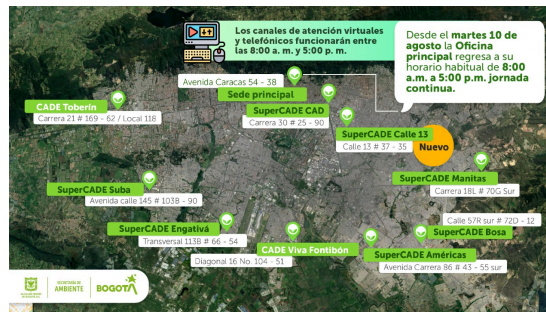 Los canales de atención virtuales
y telefónicos funcionarán entre
las 8:00 a. m. y 5:00 p. m.
Desde el martes 10 de
agosto la Oficina
principal regresa a su
horario habitual de 8:00
a.m. a 5:00 p.m. jornada
continua.
Avenida Caracas 54 - 38
Sede principal
CADE Toberín
Carrera 21 # 169 - 62 / Local 118
SuperCADE CAD
Carrera 30 # 25 - 90
SuperCADE Calle 13
Calle 13 # 37 - 35
Nuevo
SuperCADE Manitas
Carrera 18L # 70G Sur
SuperCADE Suba
Avenida calle 145 # 103B - 90
Calle 57R sur # 72D - 12
SuperCADE Bosa
SuperCADE Engativá
Transversal 113B # 66 - 54
CADE Viva Fontibón
Diagonal 16 No. 104 - 51
SuperCADE Américas
Avenida Carrera 86 # 43 - 55 sur
SECRETARÍA DE
AMBIENTE
BOGOTÁ